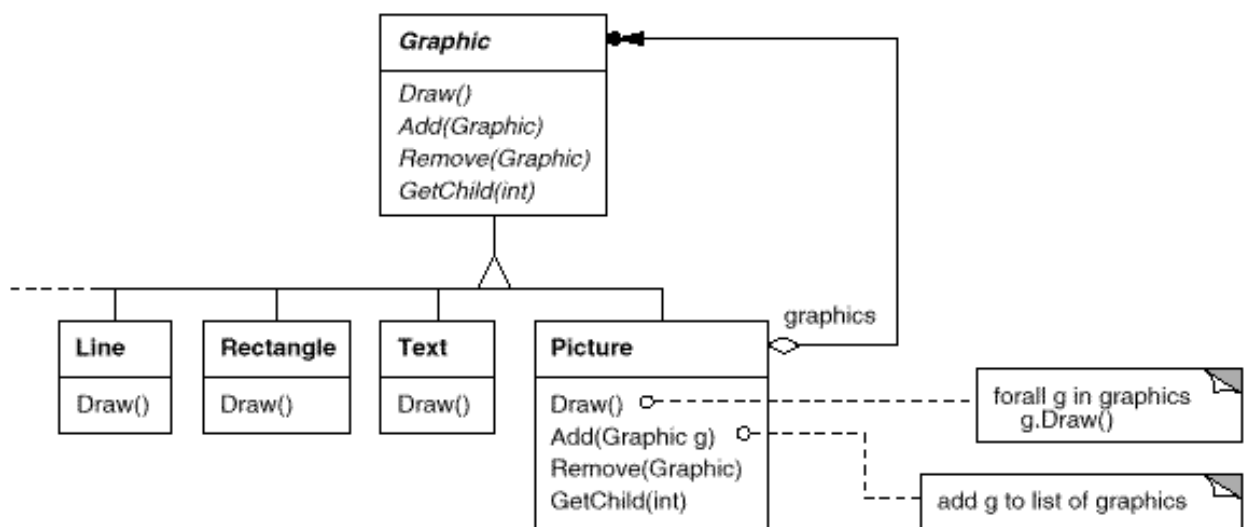 Graphic
Draw()
Add(Graphic)
Remove(Graphic)
GetChild(int)
graphics
Line
Draw()
Rectangle
Draw()
Text
Draw()
Picture
Draw()
Add(Graphic g)
Remove(Graphic)
GetChild(int)
forall g in graphics
g.Draw()
add g to list of graphics